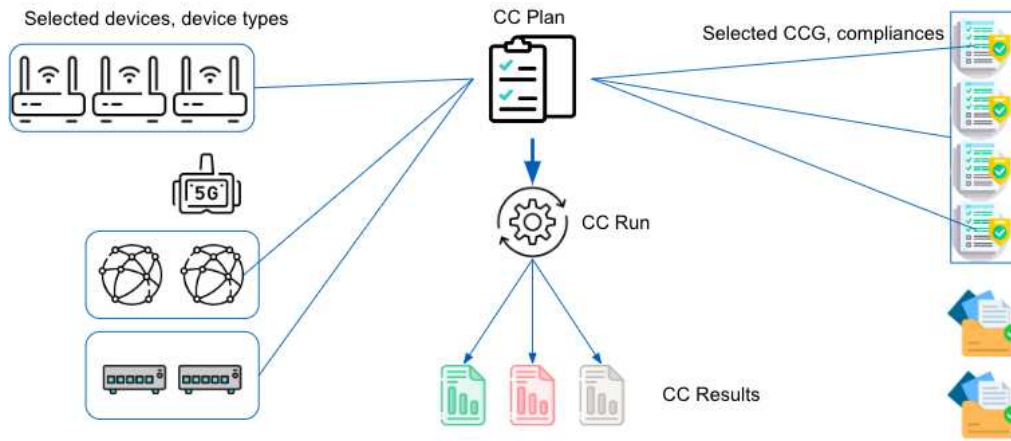 Selected devices, device types
CC Plan
Selected CCG, compliances
5G
CC Run
CC Results